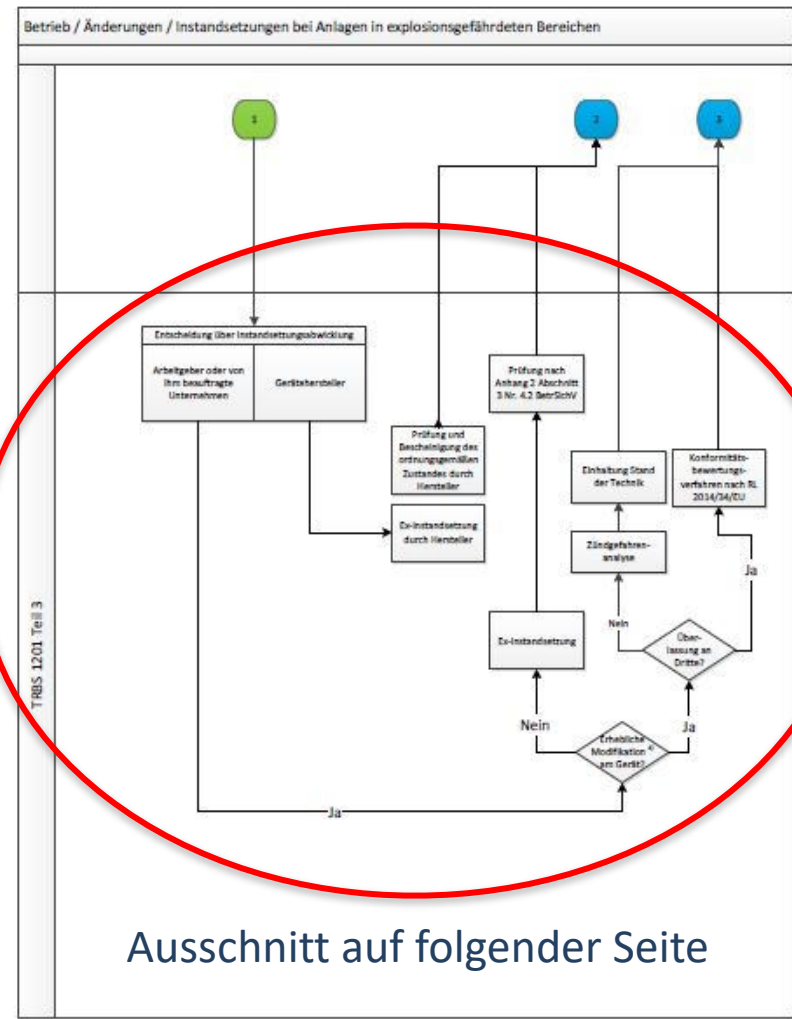 Betrieb / Änderungen / Instandsetzungen bei Anlagen in explosionsgefährdeten Bereichen
1
2
3
TRBS 1201 Teil 3
Entscheidung über Instandsetzungsabwicklung
Arbeitgeber oder von
ihm beauftragte
Unternehmen
Gerätehersteller
Prüfung und
Bescheinigung des
ordnungsgemäßen
Zustandes durch
Hersteller
Ex-Instandsetzung
durch Hersteller
Prüfung nach
Anhang 2 Abschnitt
3 Nr. 4.2 BetrSichV
Einhaltung Stand
der Technik
Konformitäts-
bewertungs-
verfahren nach RL
2014/34/EU
Zündgefahren-
analyse
Ja
Nein
Über-
lassung an
Dritte?
Ex-Instandsetzung
Nein
Ja
Erhebliche
Modifikation
am Gerät?
Ja
Ausschnitt auf folgender Seite